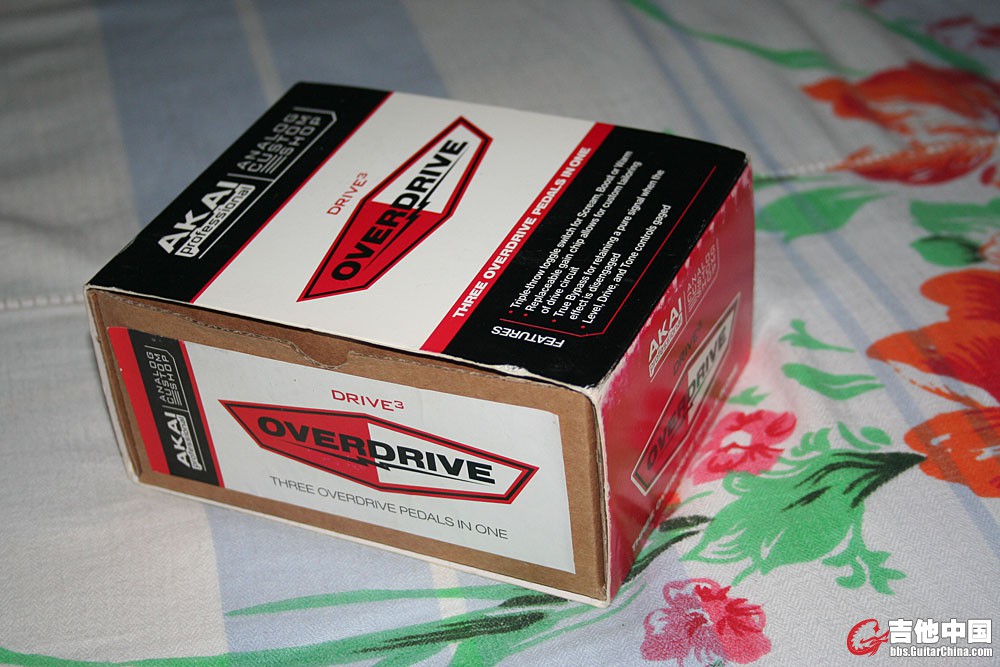 AKAI
professional
ANALOG
CUSTOM
SHOP
DRIVE³
OVERDRIVE
THREE OVERDRIVE PEDALS IN ONE
FEATURES
• Triple-throw toggle switch for Scream, Boost or Warm
• Replaceable gain chip allows for custom tailoring
of drive circuit
• True Bypass for retaining a pure signal when the
effect is disengaged
• Level, Drive, and Tone controls gaged
AKAI
professional
ANALOG
CUSTOM
SHOP
DRIVE³
OVERDRIVE
THREE OVERDRIVE PEDALS IN ONE
AKAI
ANALOG
CUSTOM
SHOP
DRIVE
OVERDRIVE
吉他中国
bbs.GuitarChina.com